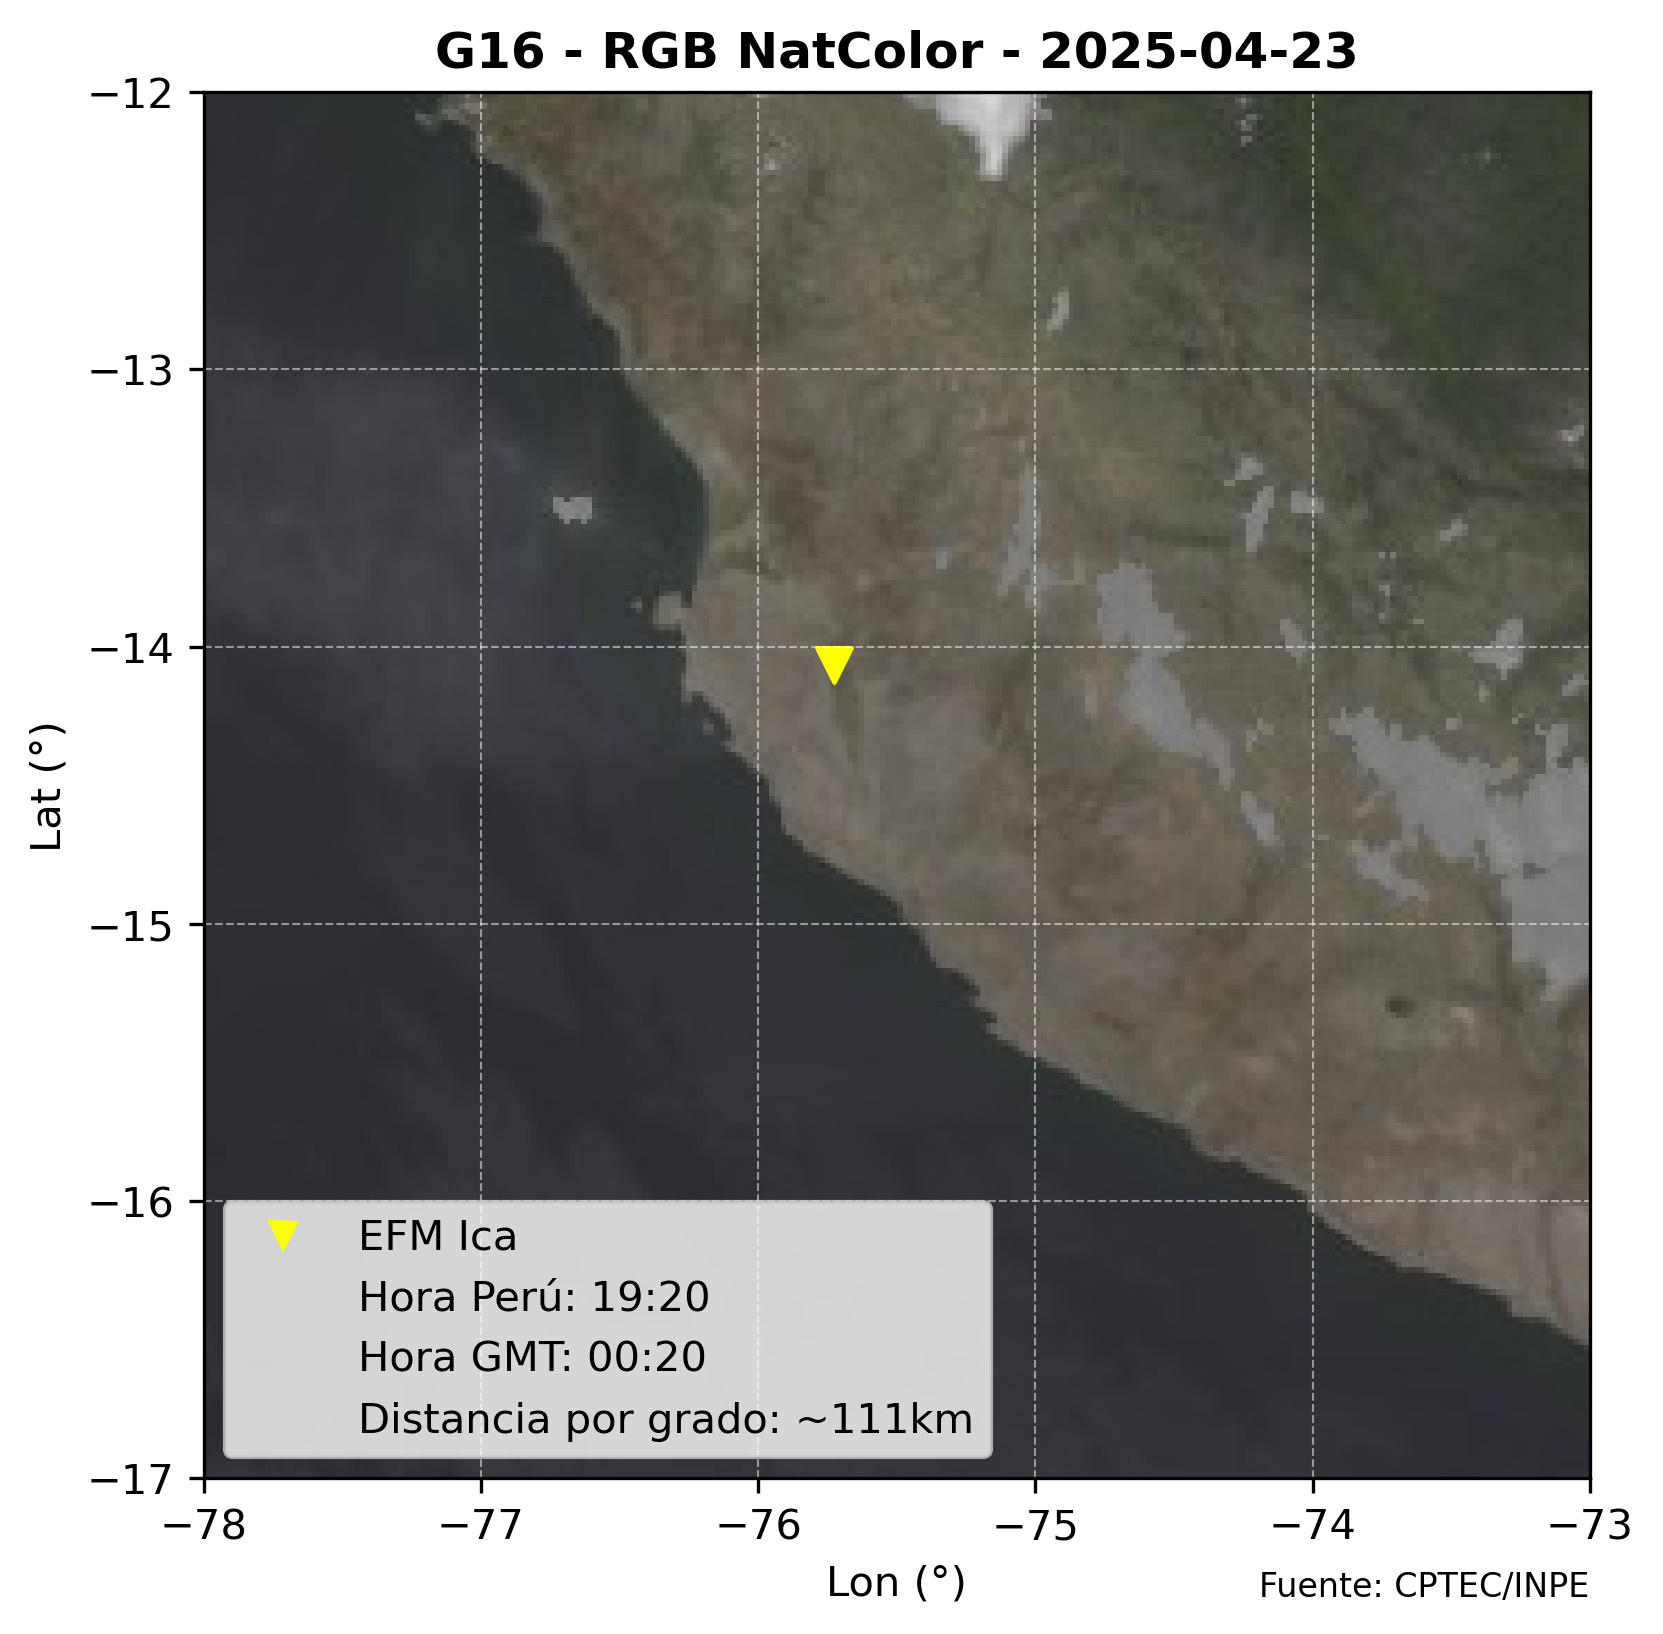 G16 - RGB NatColor - 2025-04-23
−12
−13
−14
−15
−16
−17
Lat (°)
EFM Ica
Hora Perú: 19:20
Hora GMT: 00:20
Distancia por grado: ~111km
−78
−77
−76
−75
−74
−73
Lon (°)
Fuente: CPTEC/INPE